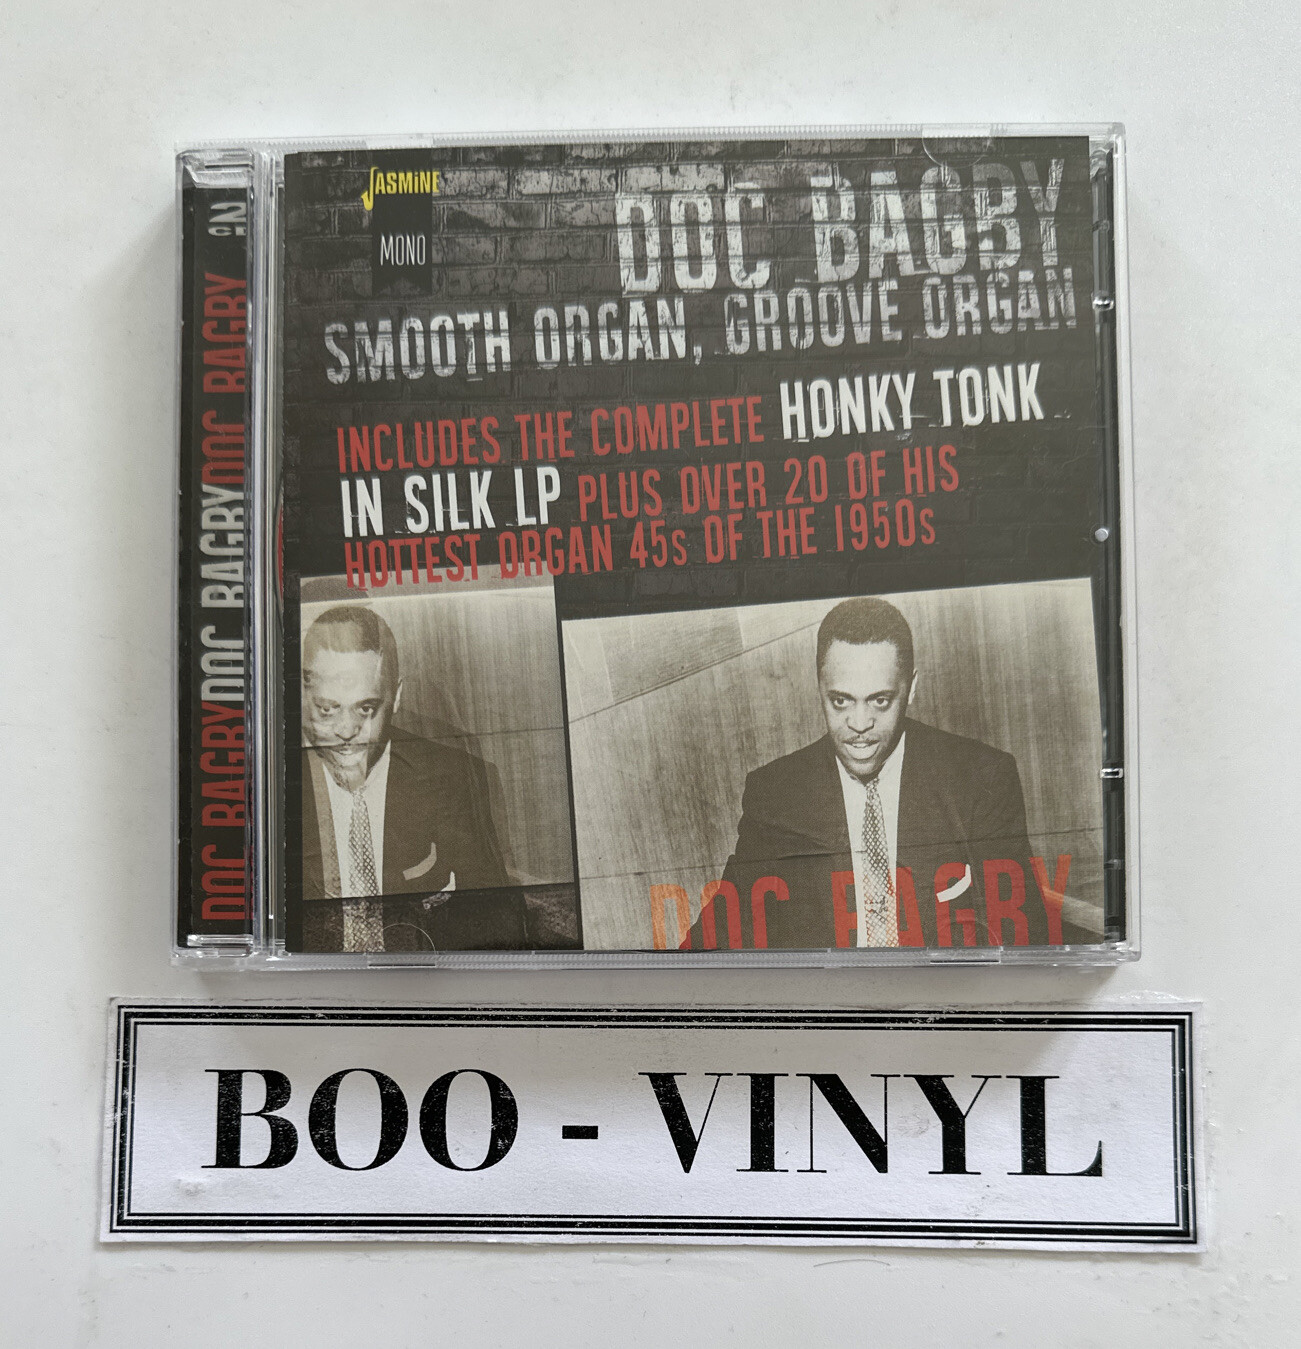 JASMINE
MONO
DOC BAGBY
SMOOTH ORGAN, GROOVE ORGAN
INCLUDES THE COMPLETE HONKY TONK
IN SILK LP PLUS OVER 20 OF HIS
HOTTEST ORGAN 45s OF THE 1950s
DOC BAGBY
DOC BAGBYDOC BAGBYDOC BAGBY
BOO - VINYL